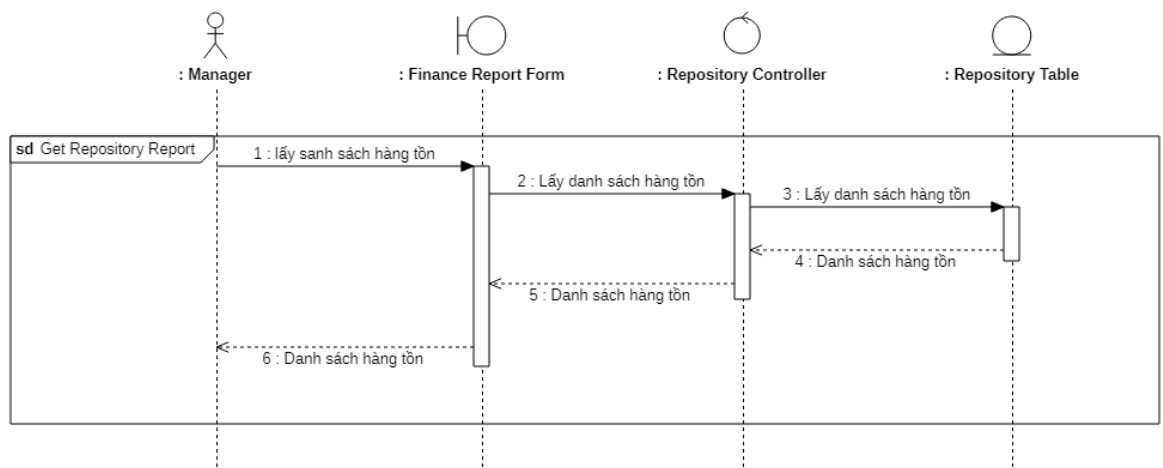 : Manager
: Finance Report Form
: Repository Controller
: Repository Table
sd Get Repository Report
1 : lấy sanh sách hàng tồn
2 : Lấy danh sách hàng tồn
3 : Lấy danh sách hàng tồn
4 : Danh sách hàng tồn
5 : Danh sách hàng tồn
6 : Danh sách hàng tồn